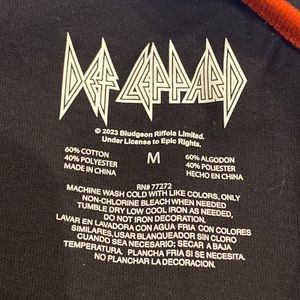 DEF LEPPARD
© 2023 Bludgeon Riffola Limited.
Under License to Epic Rights.
60% COTTON
40% POLYESTER
MADE IN CHINA
M
60% ALGODON
40% POLIESTER
HECHO EN CHINA
RN# 77272
MACHINE WASH COLD WITH LIKE COLORS, ONLY
NON-CHLORINE BLEACH WHEN NEEDED.
TUMBLE DRY LOW COOL IRON AS NEEDED,
DO NOT IRON DECORATION.
LAVAR EN LAVADORA CON AGUA FRIA CON COLORES
SIMILARES. USAR BLANQUEADOR SIN CLORO
CUANDO SEA NECESARIO; SECAR A BAJA
TEMPERATURA. PLANCHA FRIA SI ES NECESARIO.
NO PLANCHAR LA DECORACION.